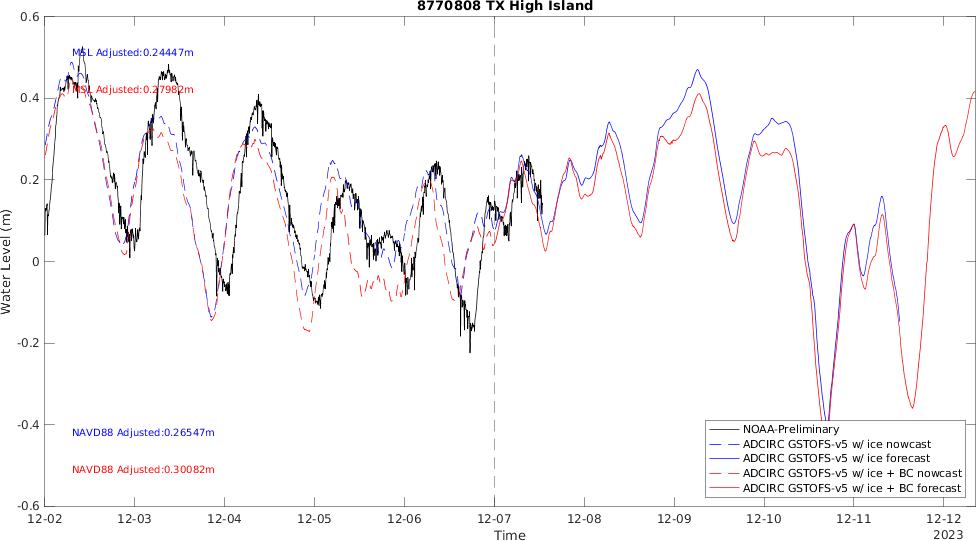 8770808 TX High Island
0.6
0.4
0.2
0
-0.2
-0.4
-0.6
Water Level (m)
MSL Adjusted:0.24447m
MSL Adjusted:0.27982m
NAVD88 Adjusted:0.26547m
NAVD88 Adjusted:0.30082m
NOAA-Preliminary
ADCIRC GSTOFS-v5 w/ ice nowcast
ADCIRC GSTOFS-v5 w/ ice forecast
ADCIRC GSTOFS-v5 w/ ice + BC nowcast
ADCIRC GSTOFS-v5 w/ ice + BC forecast
12-02 12-03 12-04 12-05 12-06 12-07 12-08 12-09 12-10 12-11 12-12
2023
Time